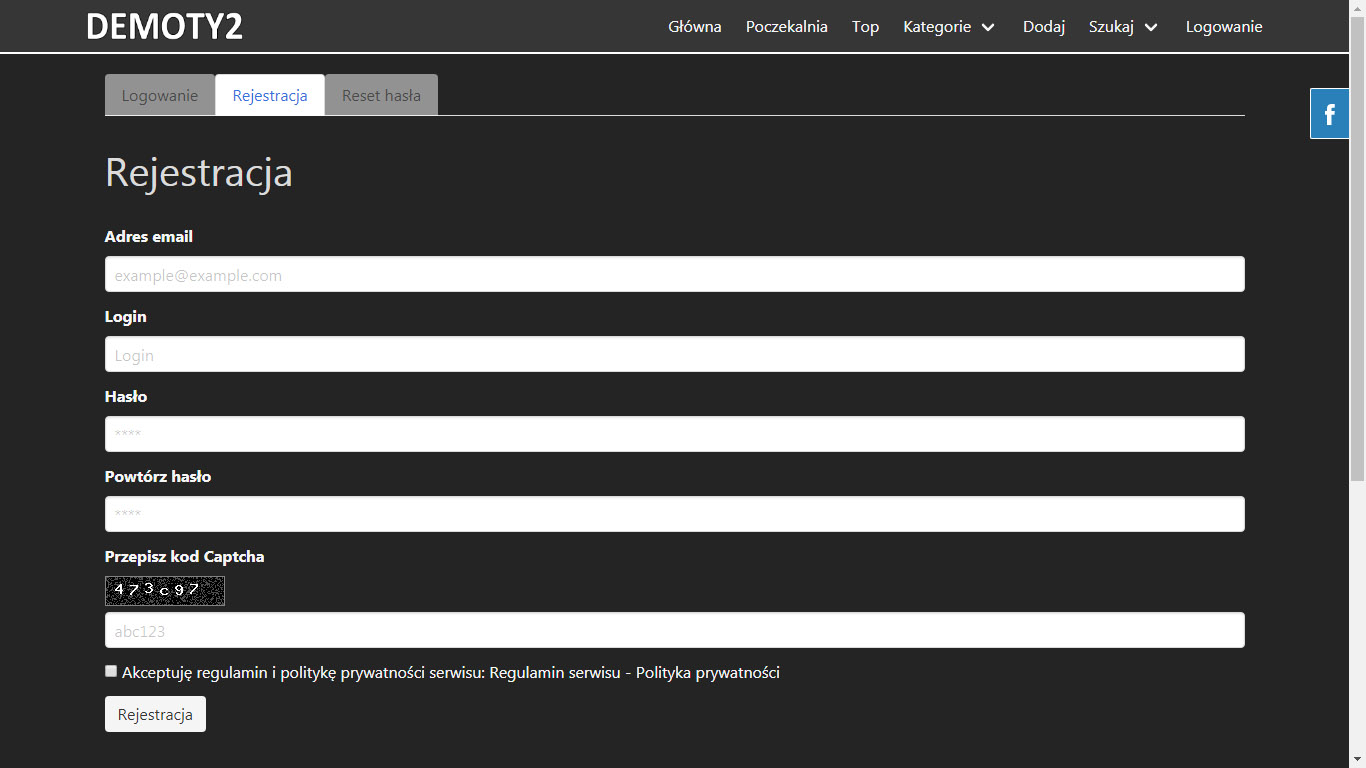 DEMOTY2
Główna Poczekalnia Top Kategorie Dodaj Szukaj Logowanie
Logowanie Rejestracja Reset hasła
f
Rejestracja
Adres email
example@example.com
Login
Login
Hasło
****
Powtórz hasło
****
Przepisz kod Captcha
473c97
abc123
Akceptuję regulamin i politykę prywatności serwisu: Regulamin serwisu - Polityka prywatności
Rejestracja